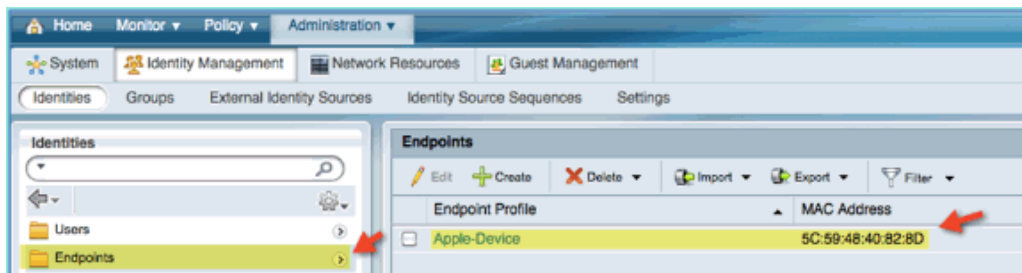 Home Monitor Policy Administration
System Identity Management Network Resources Guest Management
Identities Groups External Identity Sources Identity Source Sequences Settings
Identities
Users
Endpoints
Endpoints
Edit Create Delete Import Export Filter
Endpoint Profile MAC Address
Apple-Device 5C:59:48:40:82:8D